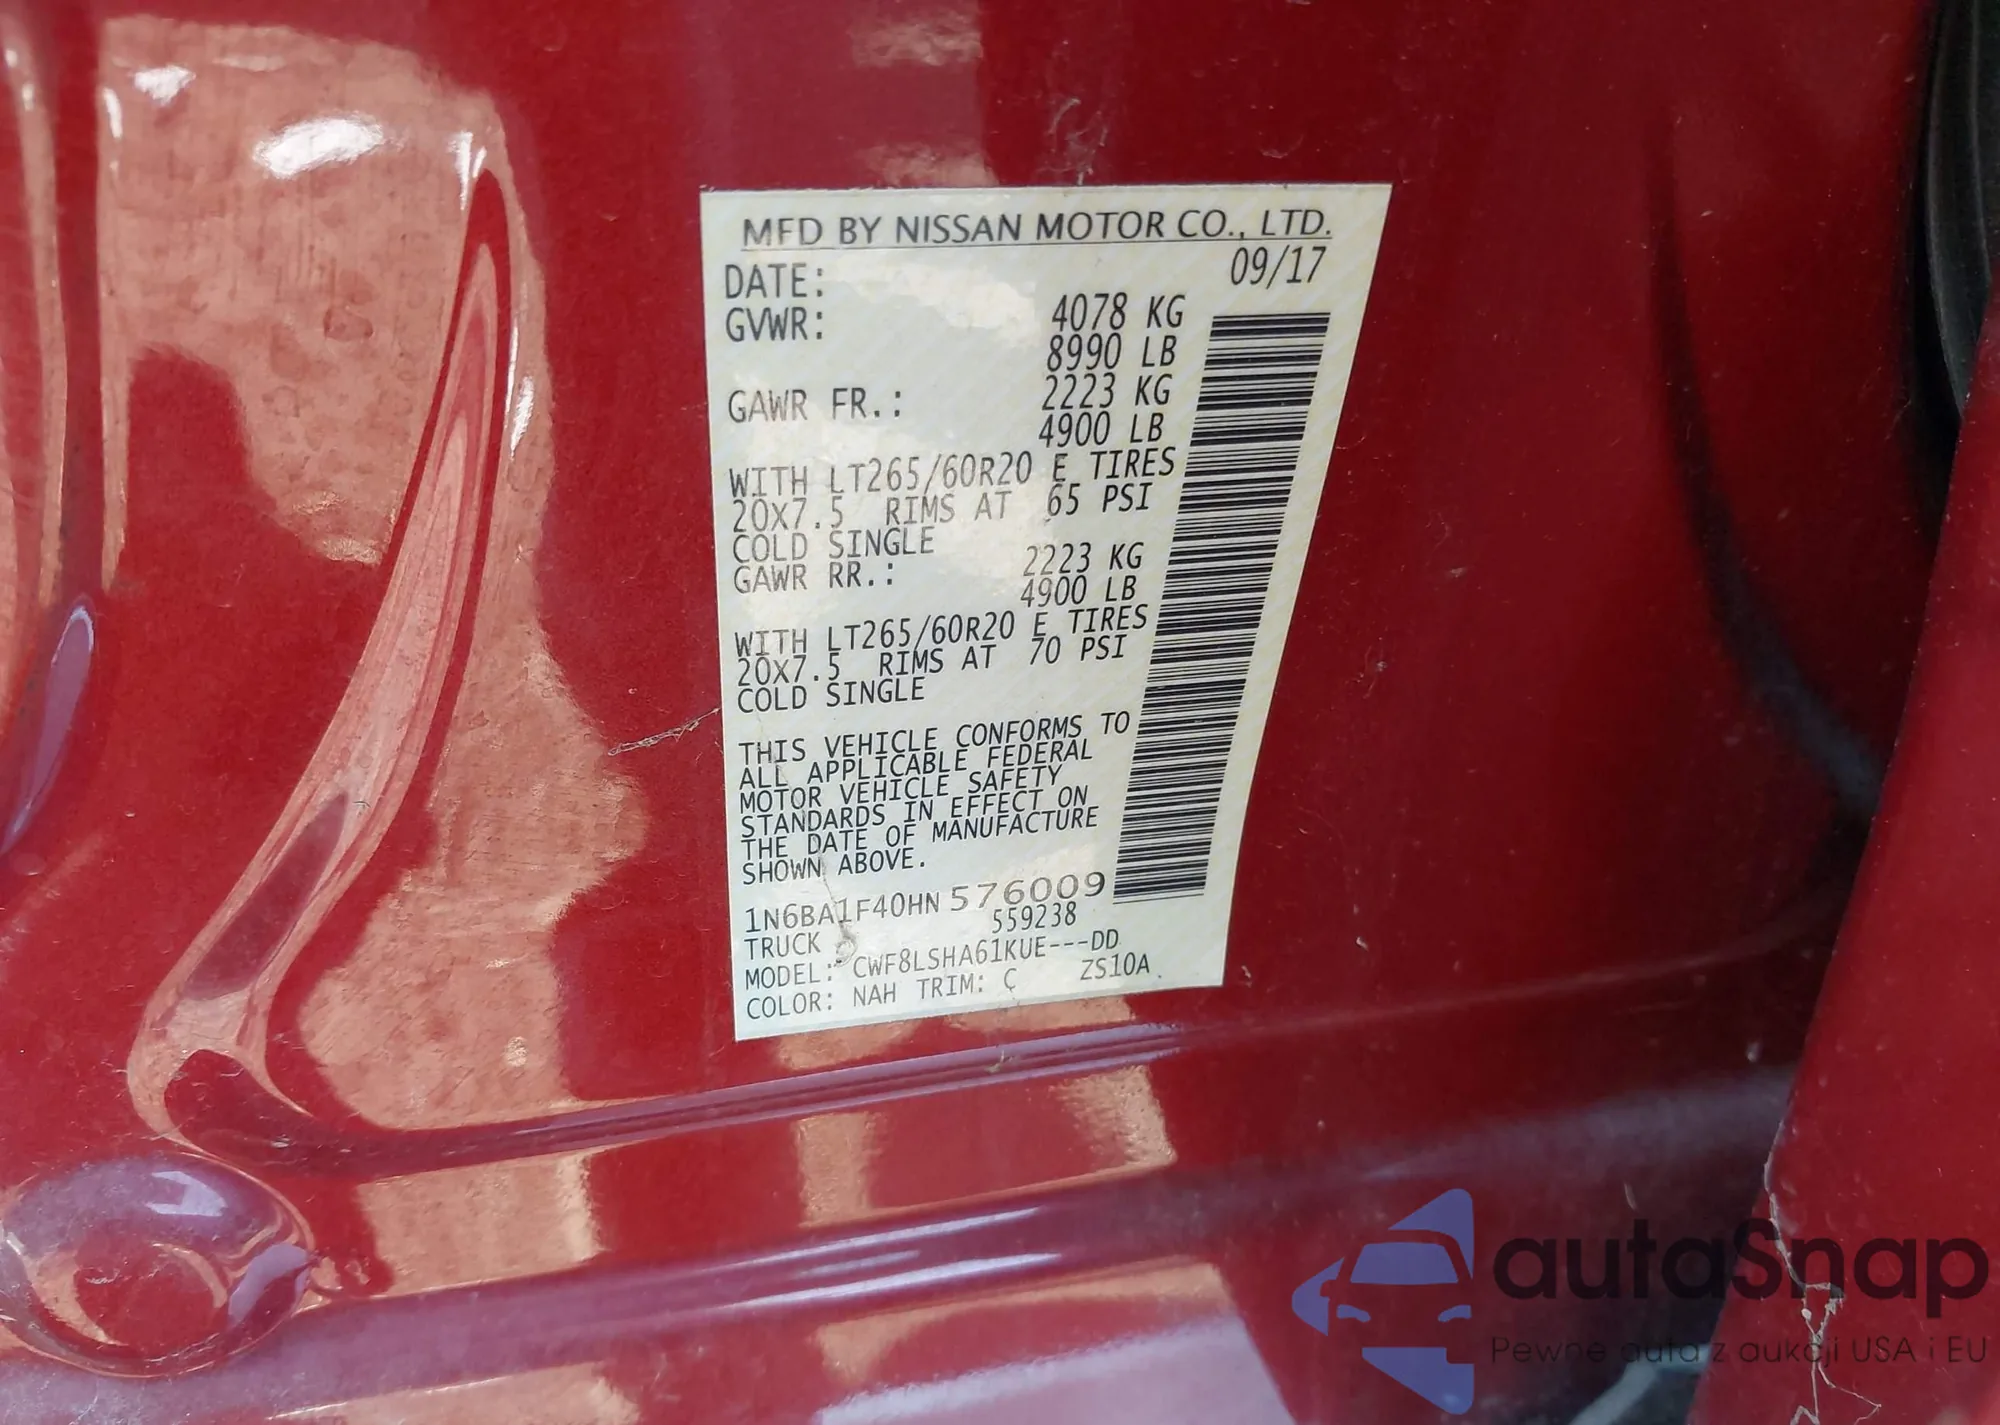 MFD BY NISSAN MOTOR CO., LTD.
DATE: 09/17
GVWR: 4078 KG
8990 LB
GAWR FR.: 2223 KG
4900 LB
WITH LT265/60R20 E TIRES
20X7.5 RIMS AT 65 PSI
COLD SINGLE
GAWR RR.: 2223 KG
4900 LB
WITH LT265/60R20 E TIRES
20X7.5 RIMS AT 70 PSI
COLD SINGLE
THIS VEHICLE CONFORMS TO
ALL APPLICABLE FEDERAL
MOTOR VEHICLE SAFETY
STANDARDS IN EFFECT ON
THE DATE OF MANUFACTURE
SHOWN ABOVE.
1N6BA1F40HN576009
TRUCK 559238
MODEL: CWF8LSHA61KUE---DD
COLOR: NAH TRIM: C ZS10A
autaSnap
Pewne auta z aukcji USA i EU